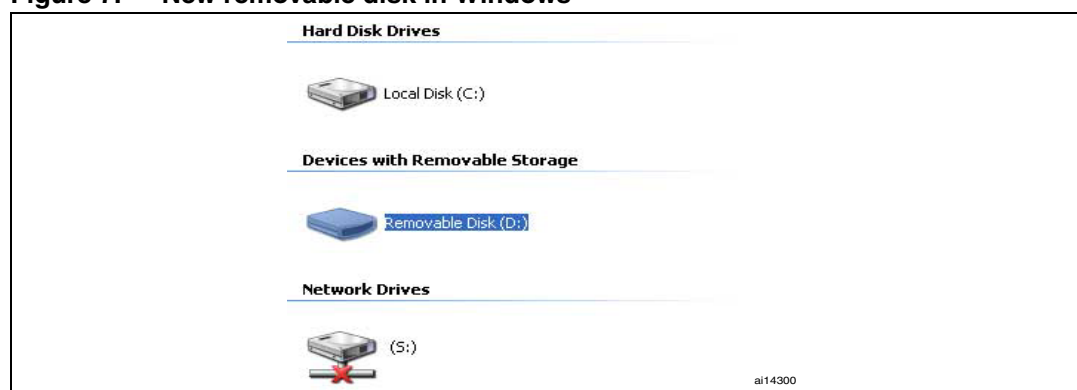 Figure 7. New removable disk in Windows
Hard Disk Drives
Local Disk (C:)
Devices with Removable Storage
Removable Disk (D:)
Network Drives
(S:)
ai14300